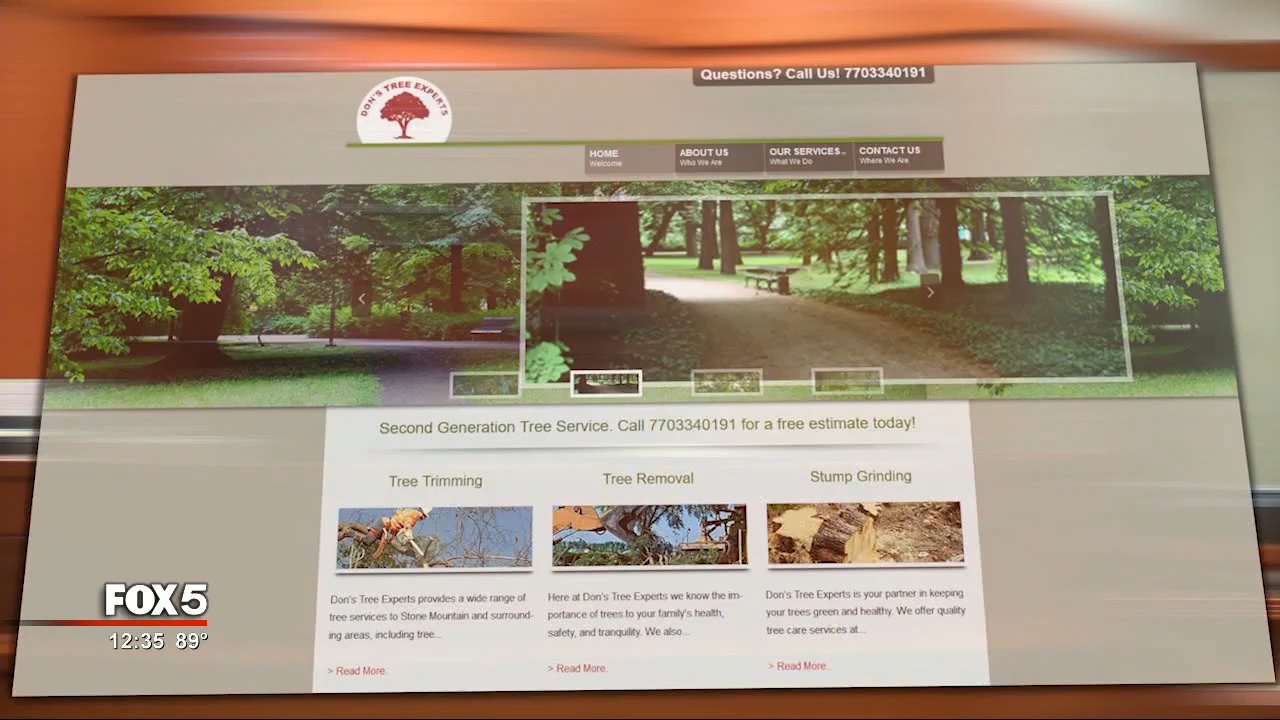 Questions? Call Us! 7703340191
DON'S TREE EXPERTS
HOME
Welcome
ABOUT US
Who We Are
OUR SERVICES
What We Do
CONTACT US
Where We Are
Second Generation Tree Service. Call 7703340191 for a free estimate today!
Tree Trimming
Tree Removal
Stump Grinding
Don's Tree Experts provides a wide range of
tree services to Stone Mountain and surround-
ing areas, including tree...
> Read More.
Here at Don's Tree Experts we know the im-
portance of trees to your family's health,
safety, and tranquility. We also...
> Read More.
Don's Tree Experts is your partner in keeping
your trees green and healthy. We offer quality
tree care services at...
> Read More.
FOX 5
12:35 89°